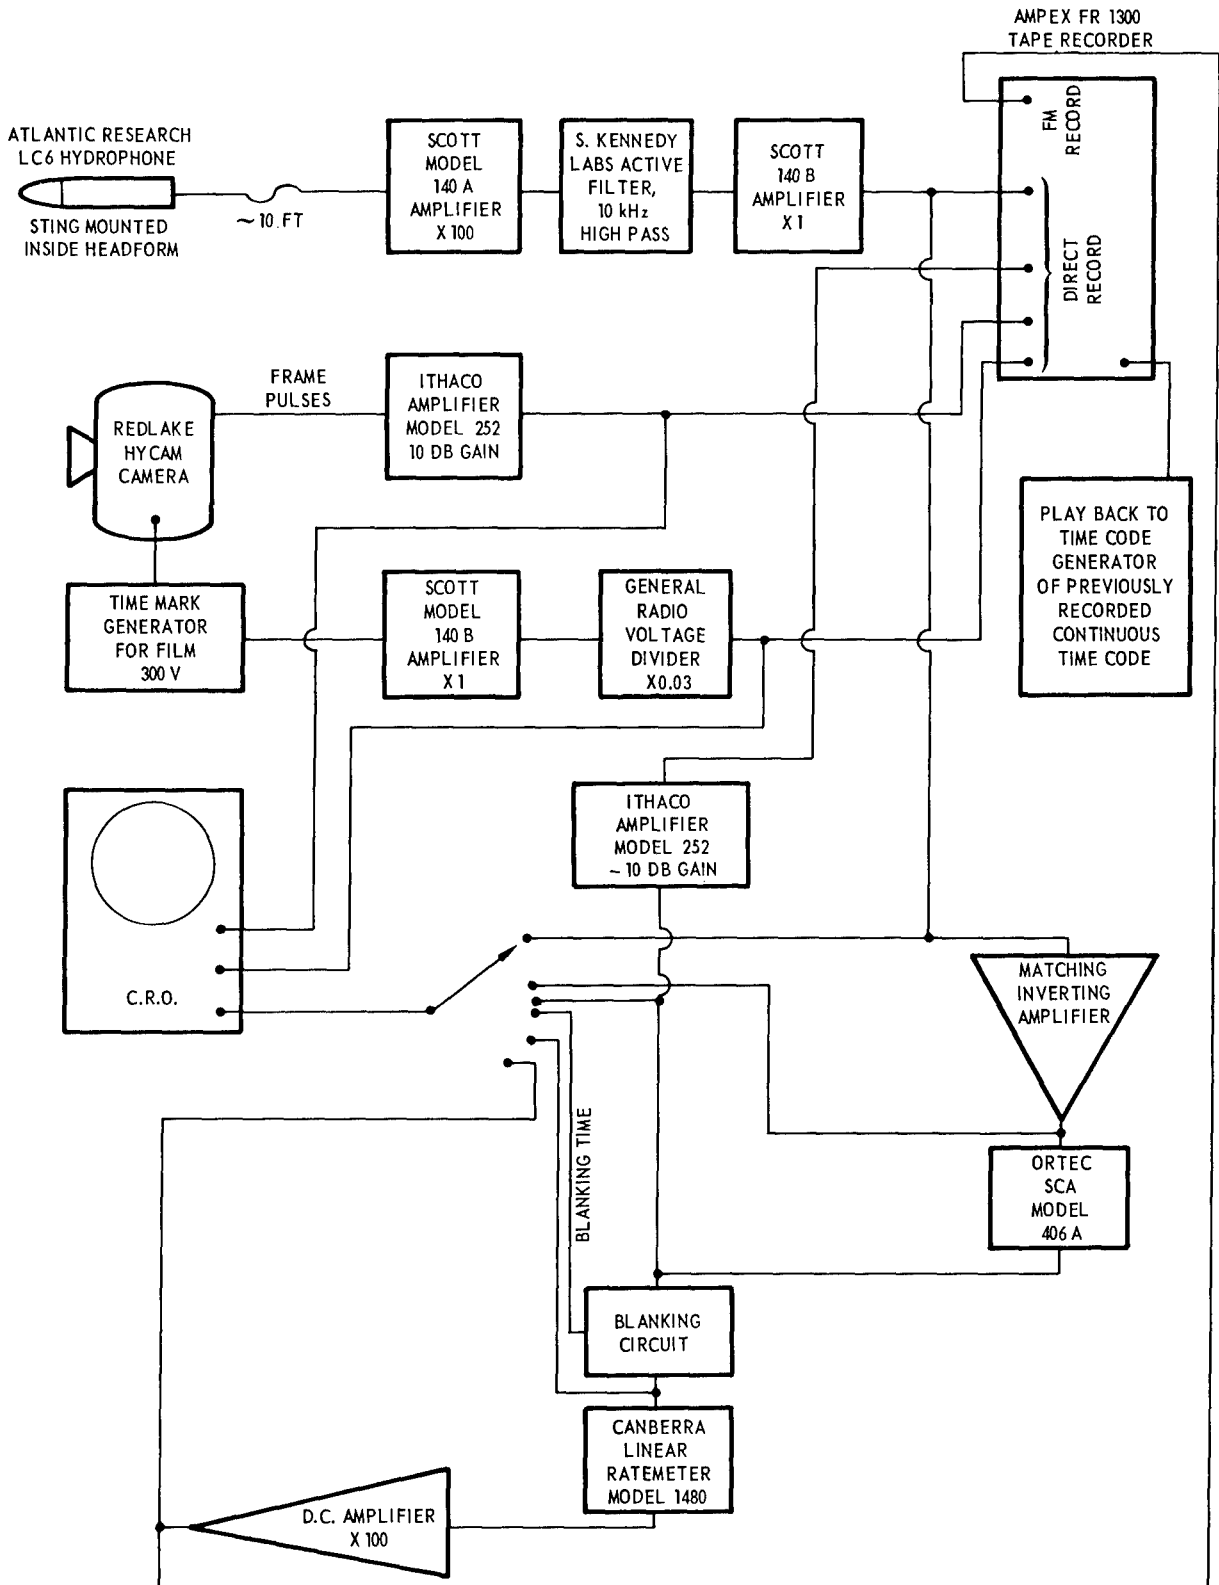 AMPEX FR 1300
TAPE RECORDER
FM
RECORD
DIRECT
RECORD
ATLANTIC RESEARCH
LC6 HYDROPHONE
STING MOUNTED
INSIDE HEADFORM
~ 10. FT
SCOTT
MODEL
140 A
AMPLIFIER
X 100
S. KENNEDY
LABS ACTIVE
FILTER,
10 kHz
HIGH PASS
SCOTT
140 B
AMPLIFIER
X 1
REDLAKE
HYCAM
CAMERA
FRAME
PULSES
ITHACO
AMPLIFIER
MODEL 252
10 DB GAIN
PLAY BACK TO
TIME CODE
GENERATOR
OF PREVIOUSLY
RECORDED
CONTINUOUS
TIME CODE
TIME MARK
GENERATOR
FOR FILM
300 V
SCOTT
MODEL
140 B
AMPLIFIER
X 1
GENERAL
RADIO
VOLTAGE
DIVIDER
X0.03
ITHACO
AMPLIFIER
MODEL 252
~ 10 DB GAIN
C.R.O.
MATCHING
INVERTING
AMPLIFIER
BLANKING TIME
ORTEC
SCA
MODEL
406 A
BLANKING
CIRCUIT
CANBERRA
LINEAR
RATEMETER
MODEL 1480
D.C. AMPLIFIER
X 100